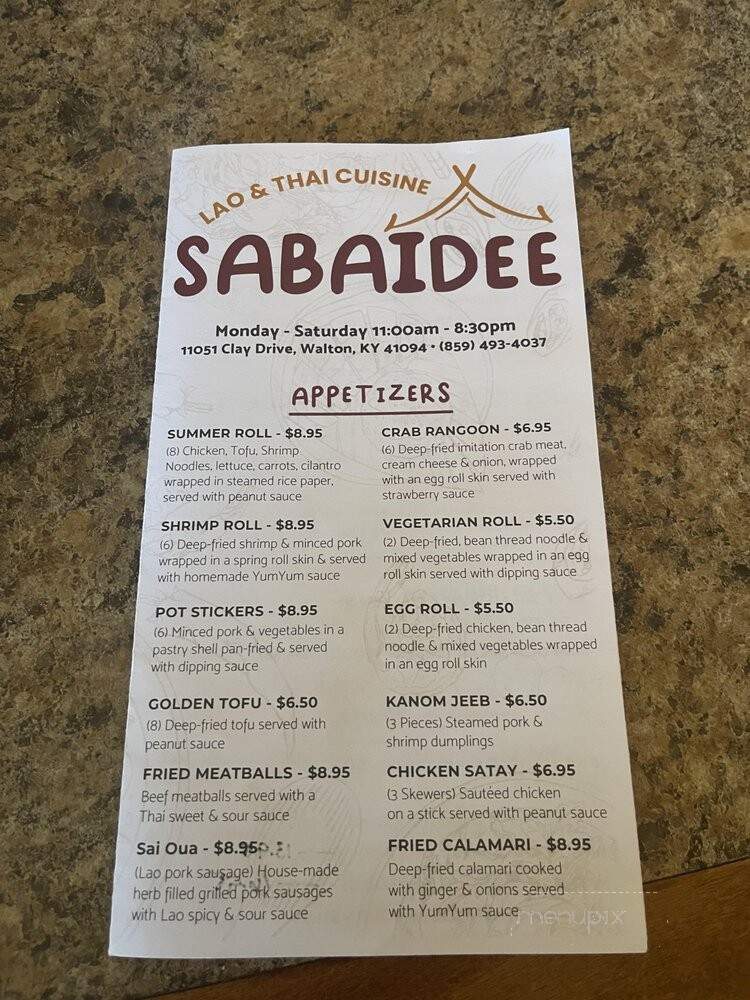 LAO & THAI CUISINE
SABAIDEE
Monday - Saturday 11:00am - 8:30pm
11051 Clay Drive, Walton, KY 41094 • (859) 493-4037
APPETIZERS
SUMMER ROLL - $8.95
(8) Chicken, Tofu, Shrimp
Noodles, lettuce, carrots, cilantro
wrapped in steamed rice paper,
served with peanut sauce
SHRIMP ROLL - $8.95
(6) Deep-fried shrimp & minced pork
wrapped in a spring roll skin & served
with homemade YumYum sauce
POT STICKERS - $8.95
(6) Minced pork & vegetables in a
pastry shell pan-fried & served
with dipping sauce
GOLDEN TOFU - $6.50
(8) Deep-fried tofu served with
peanut sauce
FRIED MEATBALLS - $8.95
Beef meatballs served with a
Thai sweet & sour sauce
Sai Oua - $8.95
(Lao pork sausage) House-made
herb filled grilled pork sausages
with Lao spicy & sour sauce
CRAB RANGOON - $6.95
(6) Deep-fried imitation crab meat,
cream cheese & onion, wrapped
with an egg roll skin served with
strawberry sauce
VEGETARIAN ROLL - $5.50
(2) Deep-fried, bean thread noodle &
mixed vegetables wrapped in an egg
roll skin served with dipping sauce
EGG ROLL - $5.50
(2) Deep-fried chicken, bean thread
noodle & mixed vegetables wrapped
in an egg roll skin
KANOM JEEB - $6.50
(3 Pieces) Steamed pork &
shrimp dumplings
CHICKEN SATAY - $6.95
(3 Skewers) Sautéed chicken
on a stick served with peanut sauce
FRIED CALAMARI - $8.95
Deep-fried calamari cooked
with ginger & onions served
with YumYum sauce
menupix